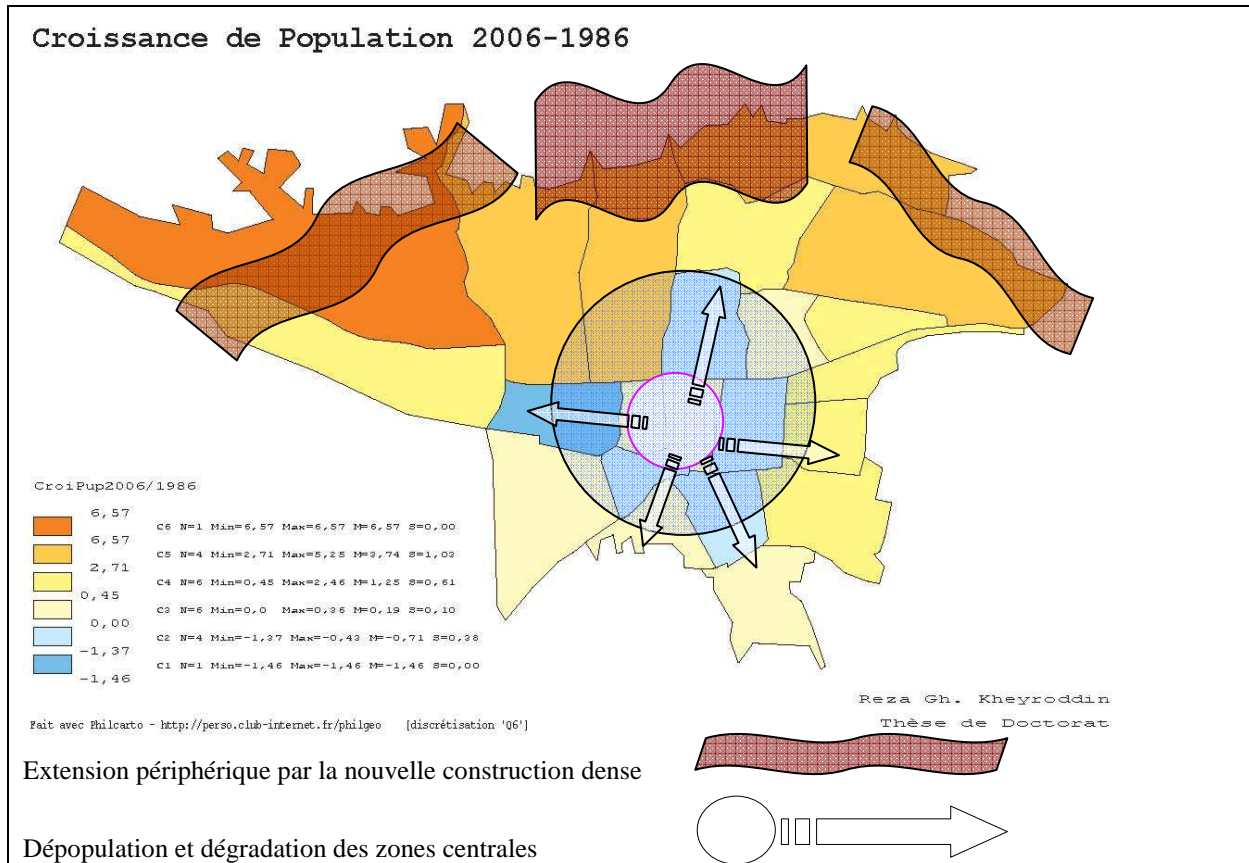 Croissance de Population 2006-1986
CroiPup2006/1986
6,57
C6 N=1 Min=6,57 Max=6,57 M=6,57 S=0,00
6,57
C5 N=4 Min=2,71 Max=5,25 M=3,74 S=1,03
2,71
C4 N=6 Min=0,45 Max=2,46 M=1,25 S=0,61
0,45
C3 N=6 Min=0,0 Max=0,36 M=0,19 S=0,10
0,00
C2 N=4 Min=-1,37 Max=-0,43 M=-0,71 S=0,38
-1,37
C1 N=1 Min=-1,46 Max=-1,46 M=-1,46 S=0,00
-1,46
Reza Gh. Kheyroddin
Thèse de Doctorat
Fait avec Philcarto - http://perso.club-internet.fr/philgeo [discrétisation 'Q6']
Extension périphérique par la nouvelle construction dense
Dépopulation et dégradation des zones centrales